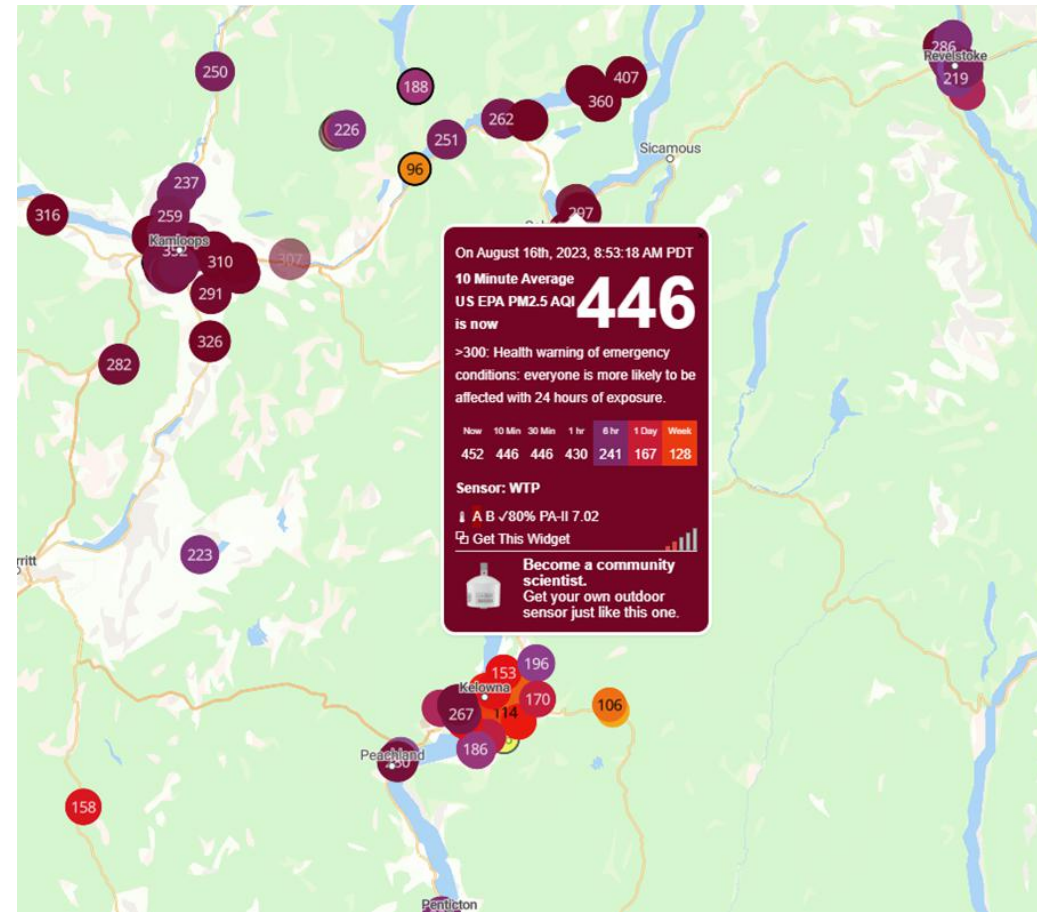 286
Revelstoke
219
250
188
407
360
262
226
251
96
Sicamous
237
316
259
Kamloops
310
307
291
326
282
297
On August 16th, 2023, 8:53:18 AM PDT
10 Minute Average
US EPA PM2.5 AQI
is now
446
>300: Health warning of emergency
conditions: everyone is more likely to be
affected with 24 hours of exposure.
Now 10 Min 30 Min 1 hr 6 hr 1 Day Week
452 446 446 430 241 167 128
Sensor: WTP
A B ✓80% PA-II 7.02
Get This Widget
Become a community
scientist.
Get your own outdoor
sensor just like this one.
223
rritt
196
153
Kelowna
170
267
114
106
186
Peachland
158
Penticton